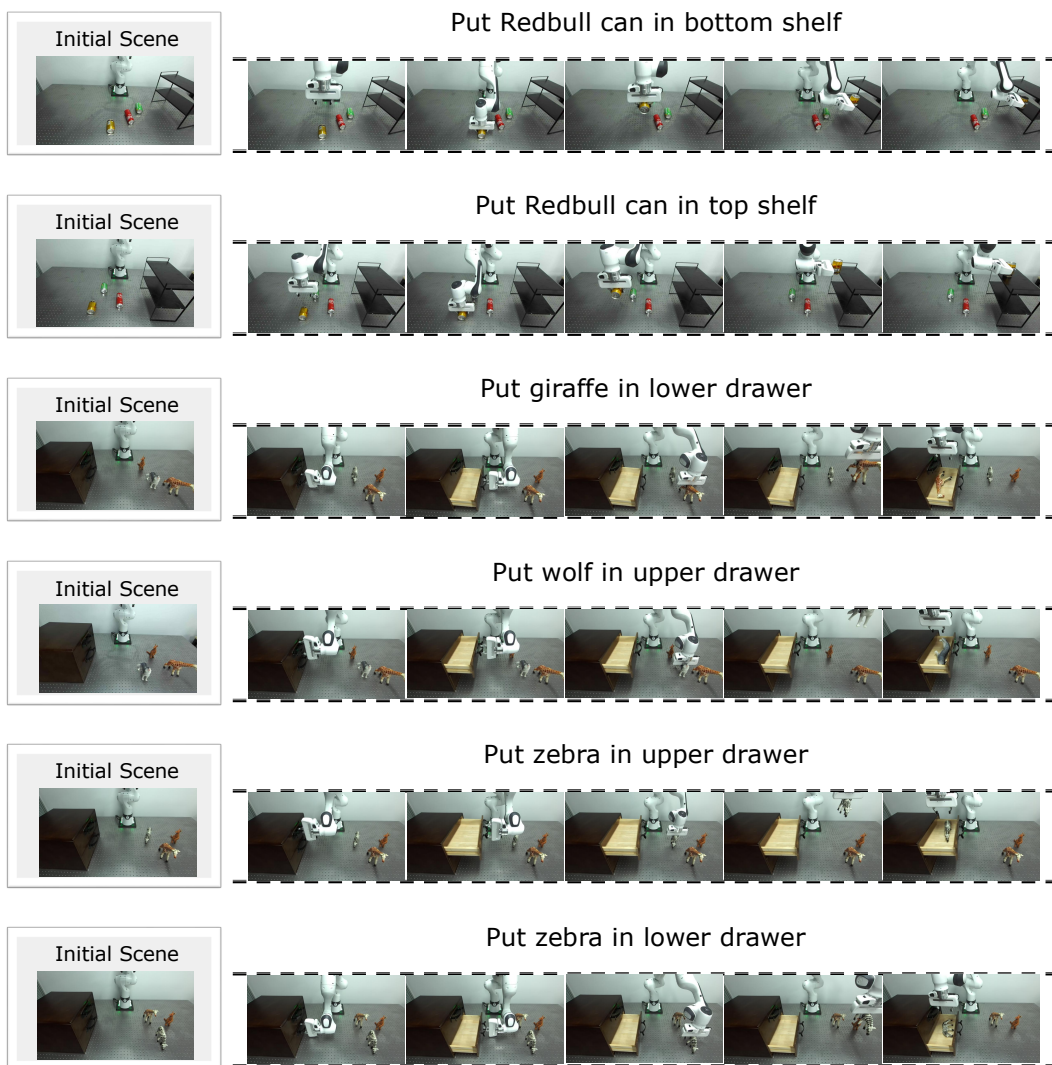 Put Redbull can in bottom shelf
Initial Scene
Put Redbull can in top shelf
Initial Scene
Put giraffe in lower drawer
Initial Scene
Put wolf in upper drawer
Initial Scene
Put zebra in upper drawer
Initial Scene
Put zebra in lower drawer
Initial Scene